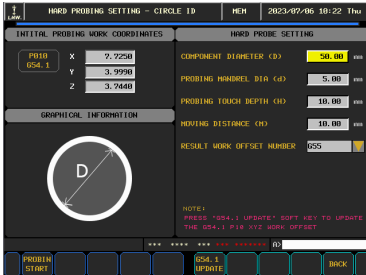 HARD PROBING SETTING - CIRCLE ID
MEM
2023/07/06 10:22 Thu
INTITAL PROBING WORK COORDINATES
P010
G54.1
X 7.7250
Y 3.9990
Z 3.7440
GRAPHICAL INFORMATION
D
HARD PROBE SETTING
COMPONENT DIAMETER (D) 50.00 mm
PROBING MANDREL DIA (d) 5.00 mm
PROBING TOUCH DEPTH (H) 10.00 mm
MOVING DISTANCE (M) 10.00 mm
RESULT WORK OFFSET NUMBER G55
NOTE:
PRESS "G54.1 UPDATE" SOFT KEY TO UPDATE
THE G54.1 P10 XYZ WORK OFFSET
*** **** *** *** ******* A>
PROBIN
START
G54.1
UPDATE
BACK